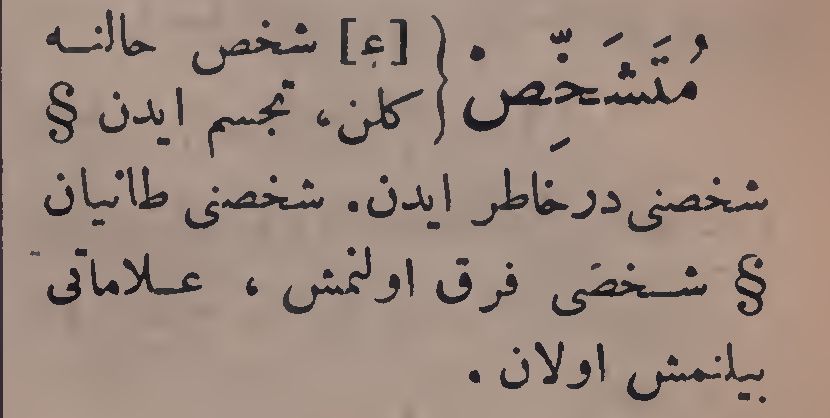 مُتَشَخِّصْ { [ع] شخص حالنه
كلن، تجسم ايدن §
شخصنى درخاطر ايدن. شخصنى طانيان
§ شخصى فرق اولنمش ، علاماتى
بيلنمش اولان .